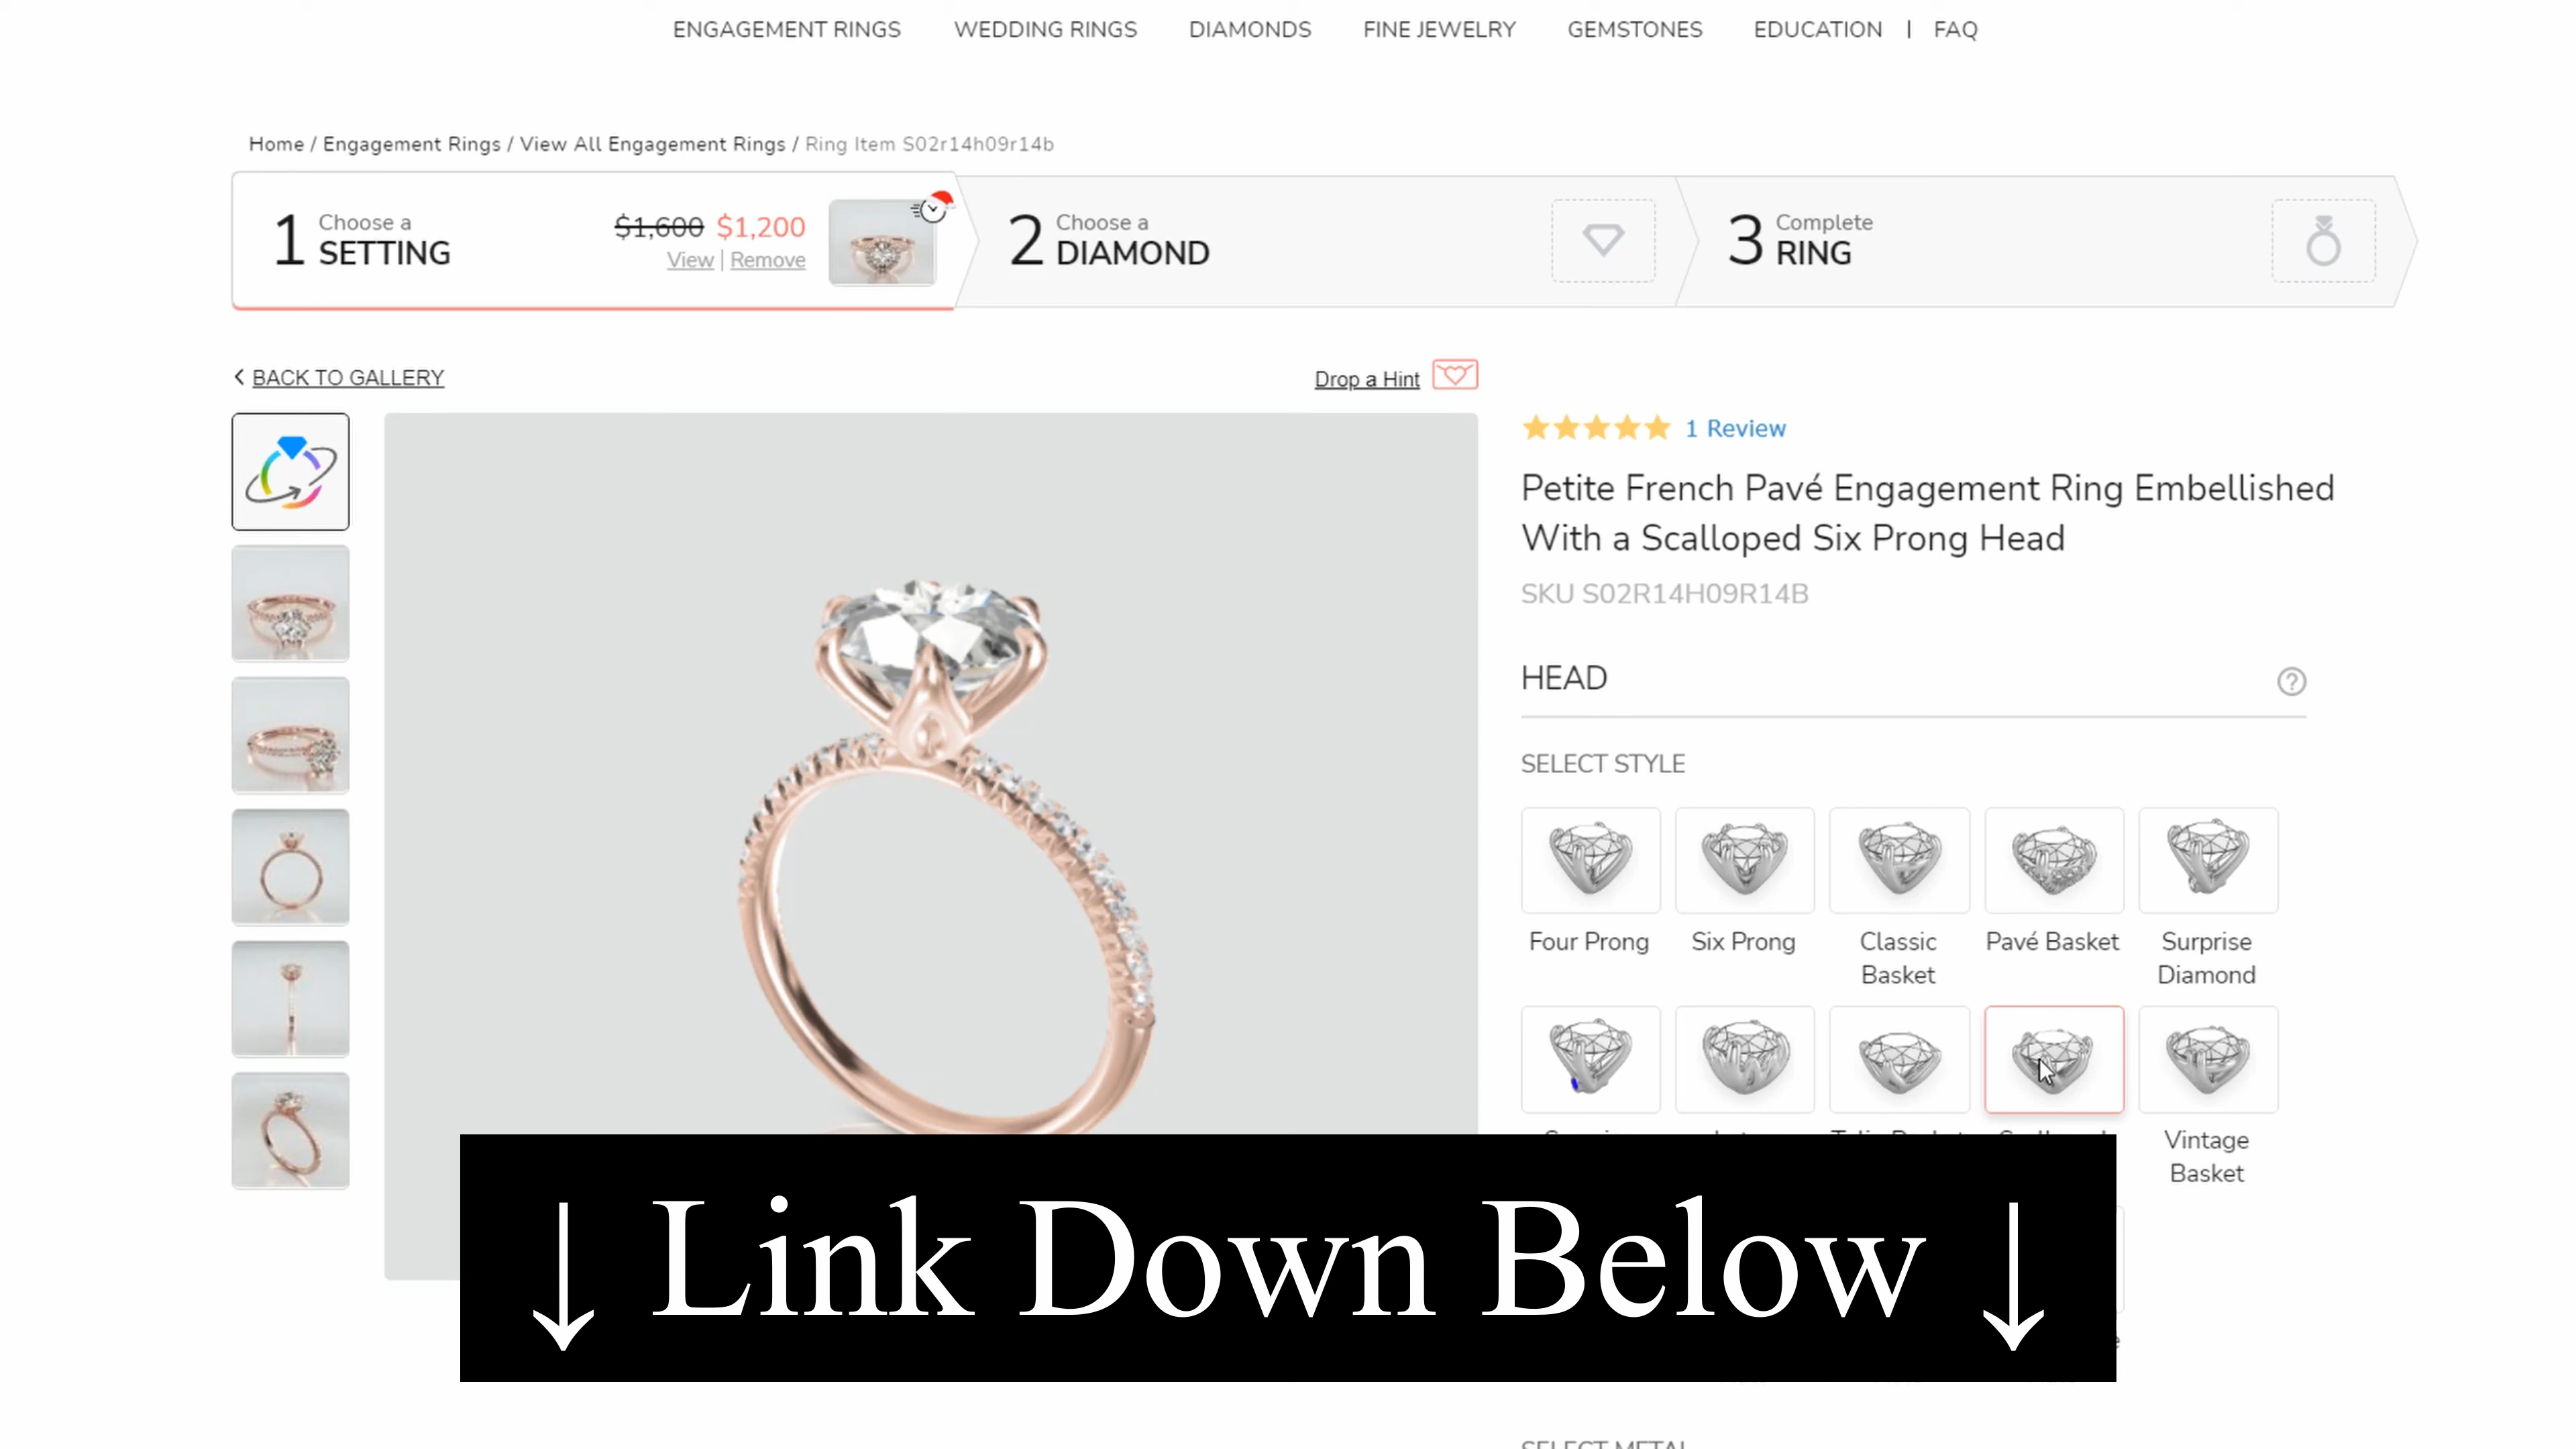 ENGAGEMENT RINGS WEDDING RINGS DIAMONDS FINE JEWELRY GEMSTONES EDUCATION | FAQ
Home / Engagement Rings / View All Engagement Rings / Ring Item S02r14h09r14b
1 Choose a SETTING
$1,600 $1,200
View | Remove
2 Choose a DIAMOND
3 Complete RING
BACK TO GALLERY
Drop a Hint
1 Review
Petite French Pavé Engagement Ring Embellished
With a Scalloped Six Prong Head
SKU S02R14H09R14B
HEAD
?
SELECT STYLE
Four Prong
Six Prong
Classic
Basket
Pavé Basket
Surprise
Diamond
Vintage
Basket
↓ Link Down Below ↓
SELECT METAL